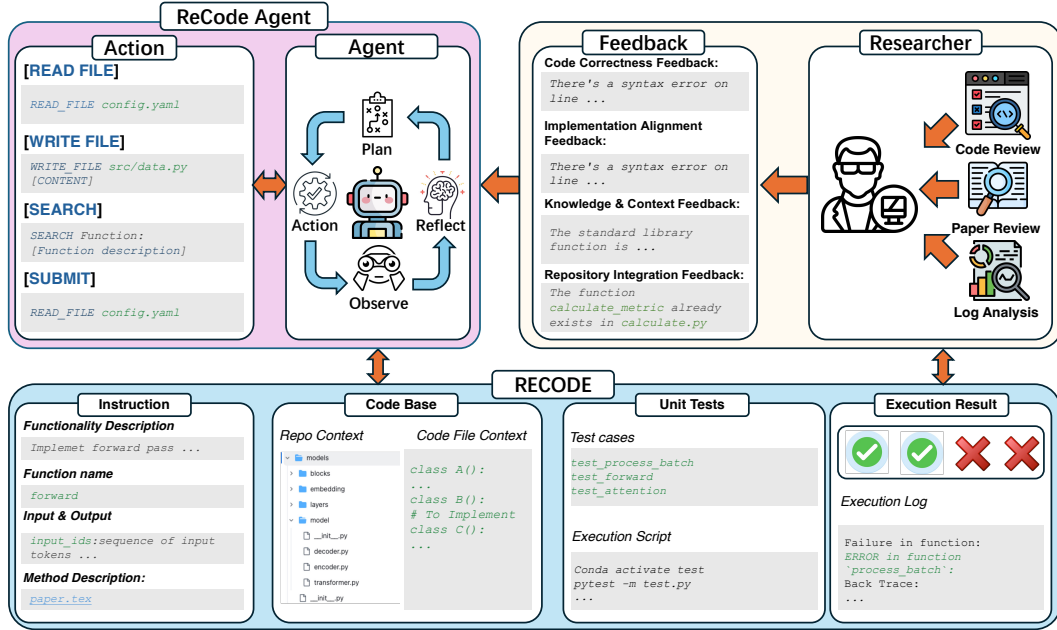 ReCode Agent
Action
[READ FILE]
READ_FILE config.yaml
[WRITE FILE]
WRITE_FILE src/data.py
[CONTENT]
[SEARCH]
SEARCH Function:
[Function description]
[SUBMIT]
READ_FILE config.yaml
Agent
Plan
Action
Reflect
Observe
Feedback
Code Correctness Feedback:
There's a syntax error on
line ...
Implementation Alignment
Feedback:
There's a syntax error on
line ...
Knowledge & Context Feedback:
The standard library
function is ...
Repository Integration Feedback:
The function
calculate_metric already
exists in calculate.py
Researcher
Code Review
Paper Review
Log Analysis
RECODE
Instruction
Functionality Description
Implemet forward pass ...
Function name
forward
Input & Output
input_ids:sequence of input
tokens ...
Method Description:
paper.tex
Code Base
Repo Context
models
blocks
embedding
layers
model
__init__.py
decoder.py
encoder.py
transformer.py
__init__.py
Code File Context
class A():
...
class B():
# To Implement
class C():
...
Unit Tests
Test cases
test_process_batch
test_forward
test_attention
Execution Script
Conda activate test
pytest -m test.py
...
Execution Result
Execution Log
Failure in function:
ERROR in function
`process_batch`:
Back Trace:
...